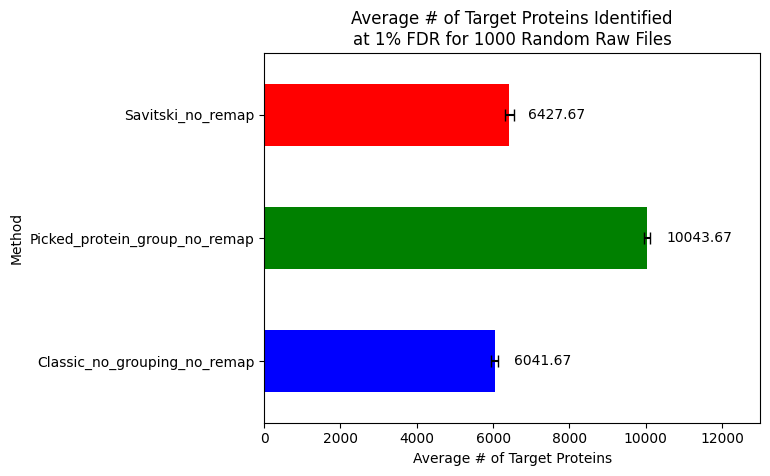 Average # of Target Proteins Identified
at 1% FDR for 1000 Random Raw Files
Method
Savitski_no_remap
6427.67
Picked_protein_group_no_remap
10043.67
Classic_no_grouping_no_remap
6041.67
0 2000 4000 6000 8000 10000 12000
Average # of Target Proteins